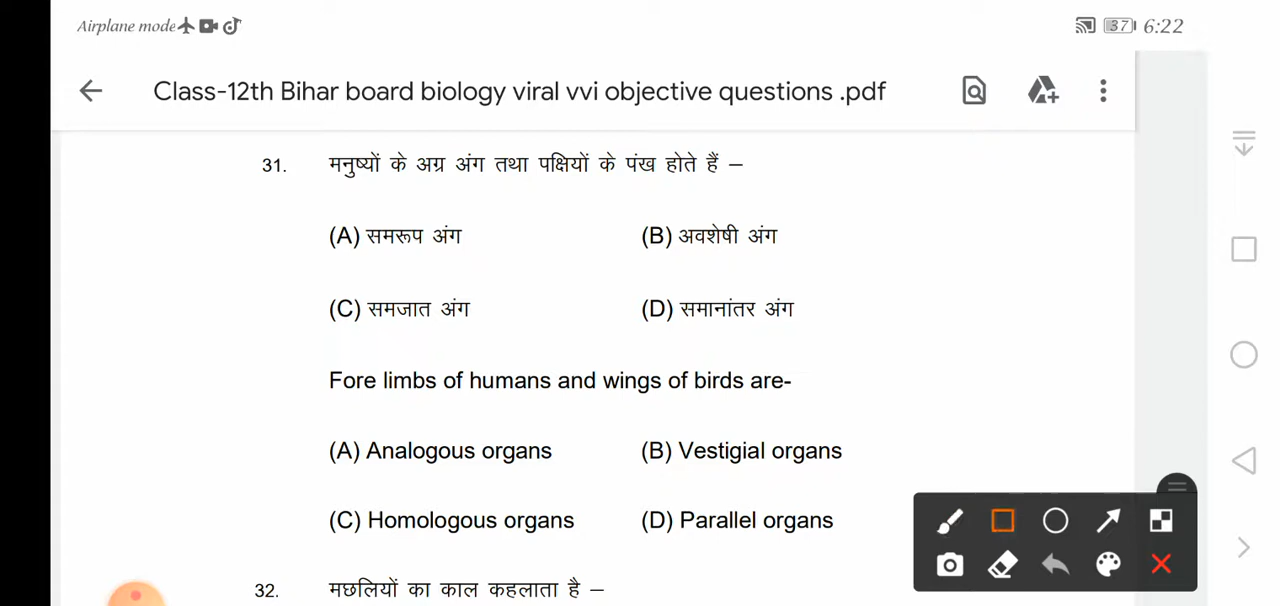 Airplane mode 37 6:22
Class-12th Bihar board biology viral vvi objective questions .pdf
31. मनुष्यों के अग्र अंग तथा पक्षियों के पंख होते हैं –
(A) समरूप अंग (B) अवशेषी अंग
(C) समजात अंग (D) समानांतर अंग
Fore limbs of humans and wings of birds are-
(A) Analogous organs (B) Vestigial organs
(C) Homologous organs (D) Parallel organs
32. मछलियों का काल कहलाता है –